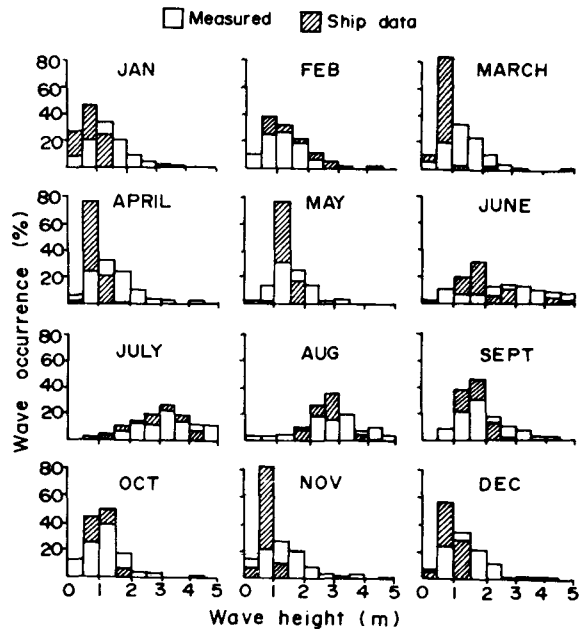 Measured Ship data
JAN FEB MARCH
80
60
40
20
APRIL MAY JUNE
80
60
40
20
JULY AUG SEPT
80
60
40
20
OCT NOV DEC
80
60
40
20
0 1 2 3 4 5 0 1 2 3 4 5 0 1 2 3 4 5
Wave height (m)
Wave occurrence (%)